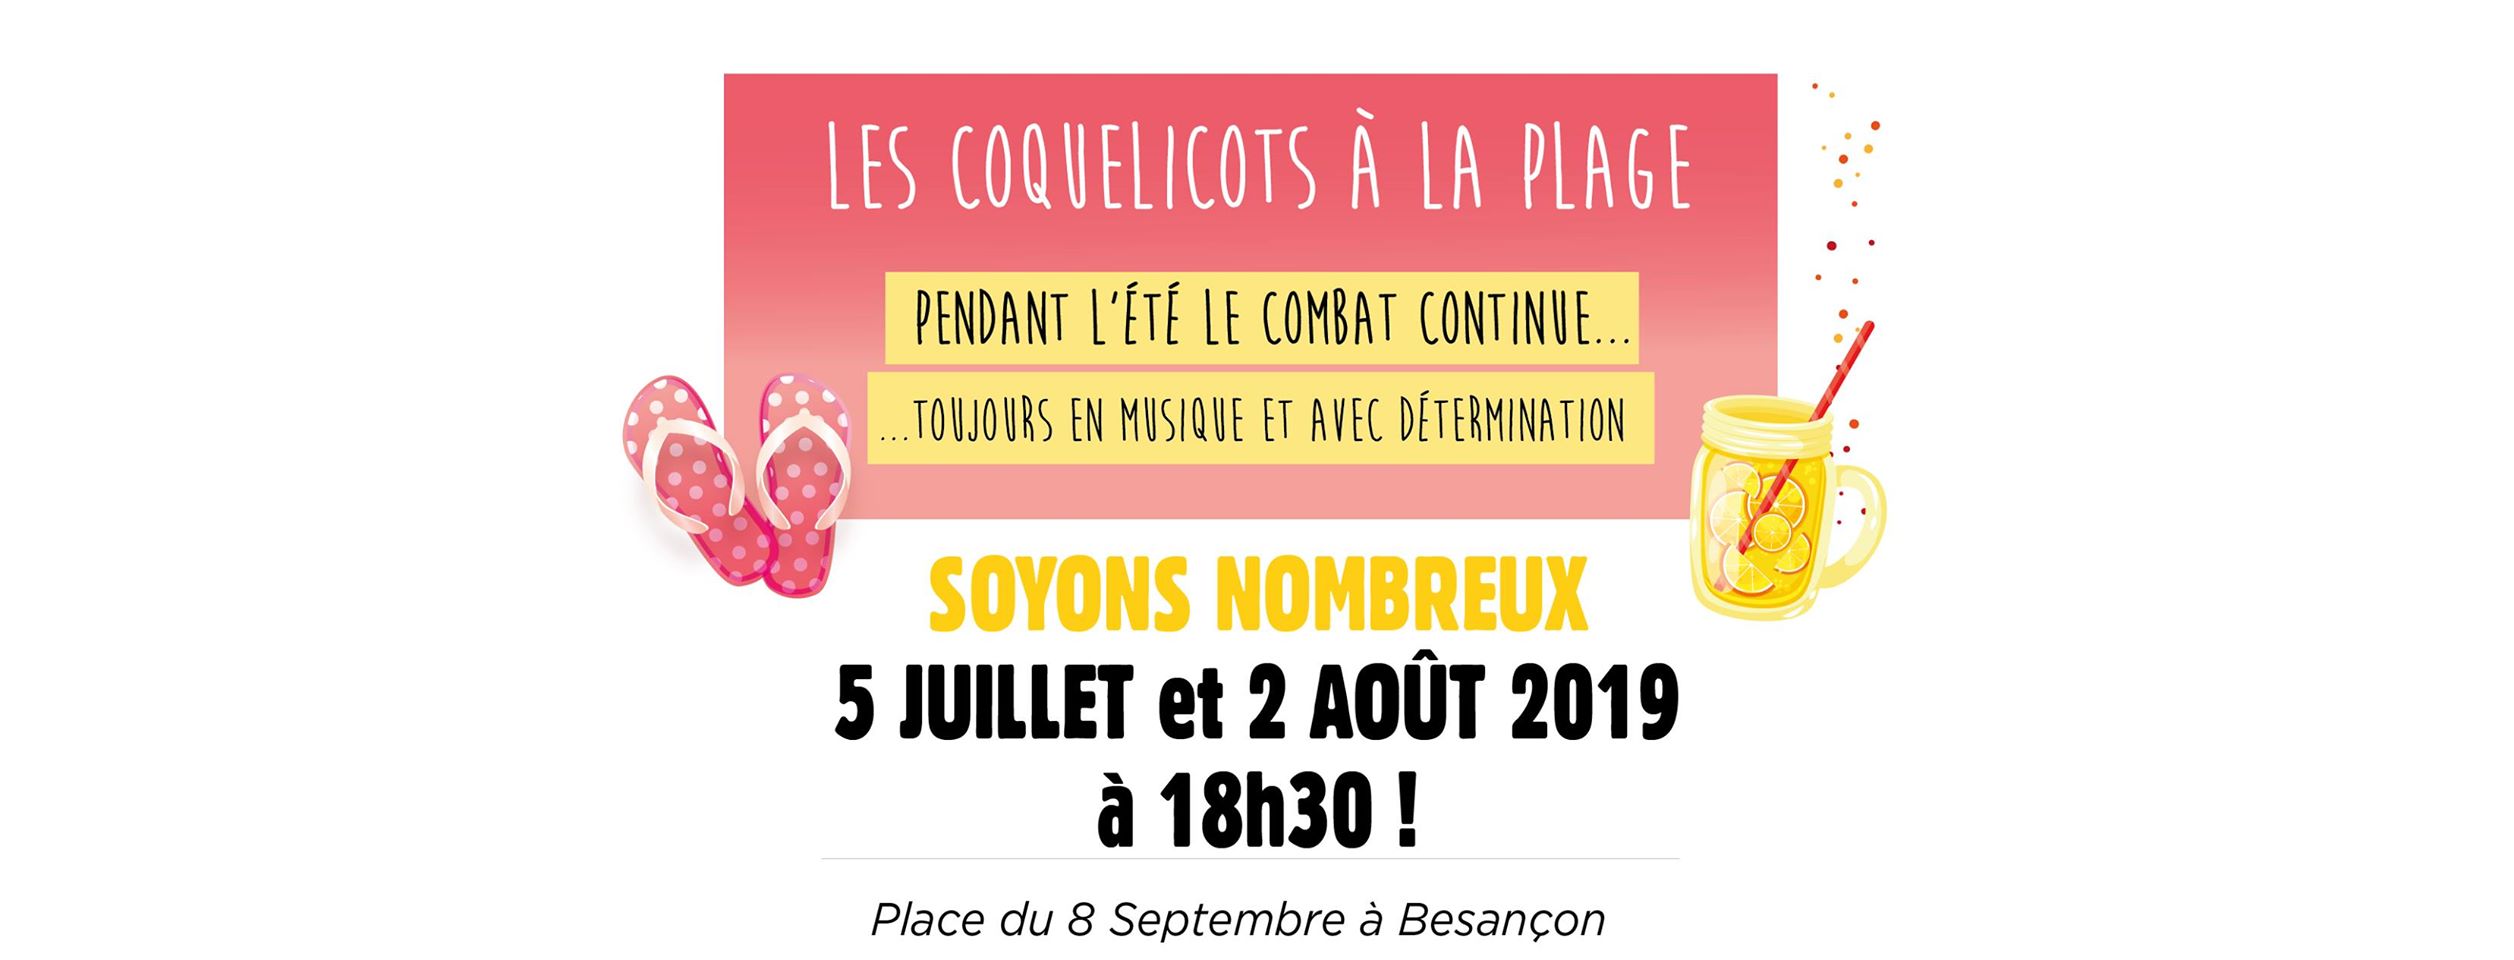 LES COQUELICOTS À LA PLAGE
PENDANT L'ÉTÉ LE COMBAT CONTINUE...
...TOUJOURS EN MUSIQUE ET AVEC DÉTERMINATION
SOYONS NOMBREUX
5 JUILLET et 2 AOÛT 2019
à 18h30 !
Place du 8 Septembre à Besançon